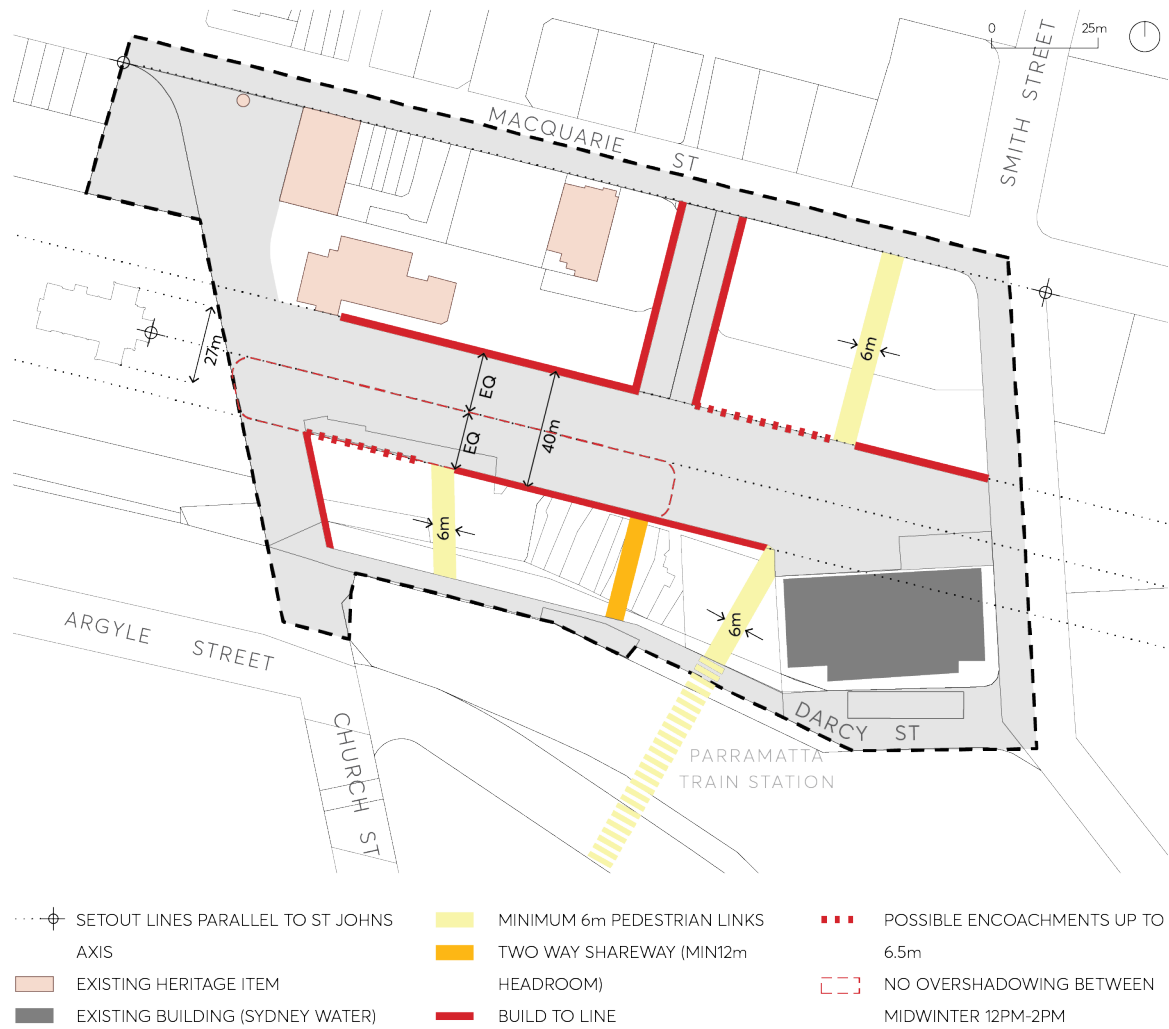 0
25m
SMITH STREET
MACQUARIE ST
27m
EQ
EQ
40m
6m
6m
6m
ARGYLE STREET
CHURCH ST
DARCY ST
PARRAMATTA
TRAIN STATION
SETOUT LINES PARALLEL TO ST JOHNS
AXIS
EXISTING HERITAGE ITEM
EXISTING BUILDING (SYDNEY WATER)
MINIMUM 6m PEDESTRIAN LINKS
TWO WAY SHAREWAY (MIN12m
HEADROOM)
BUILD TO LINE
POSSIBLE ENCOACHMENTS UP TO
6.5m
NO OVERSHADOWING BETWEEN
MIDWINTER 12PM-2PM